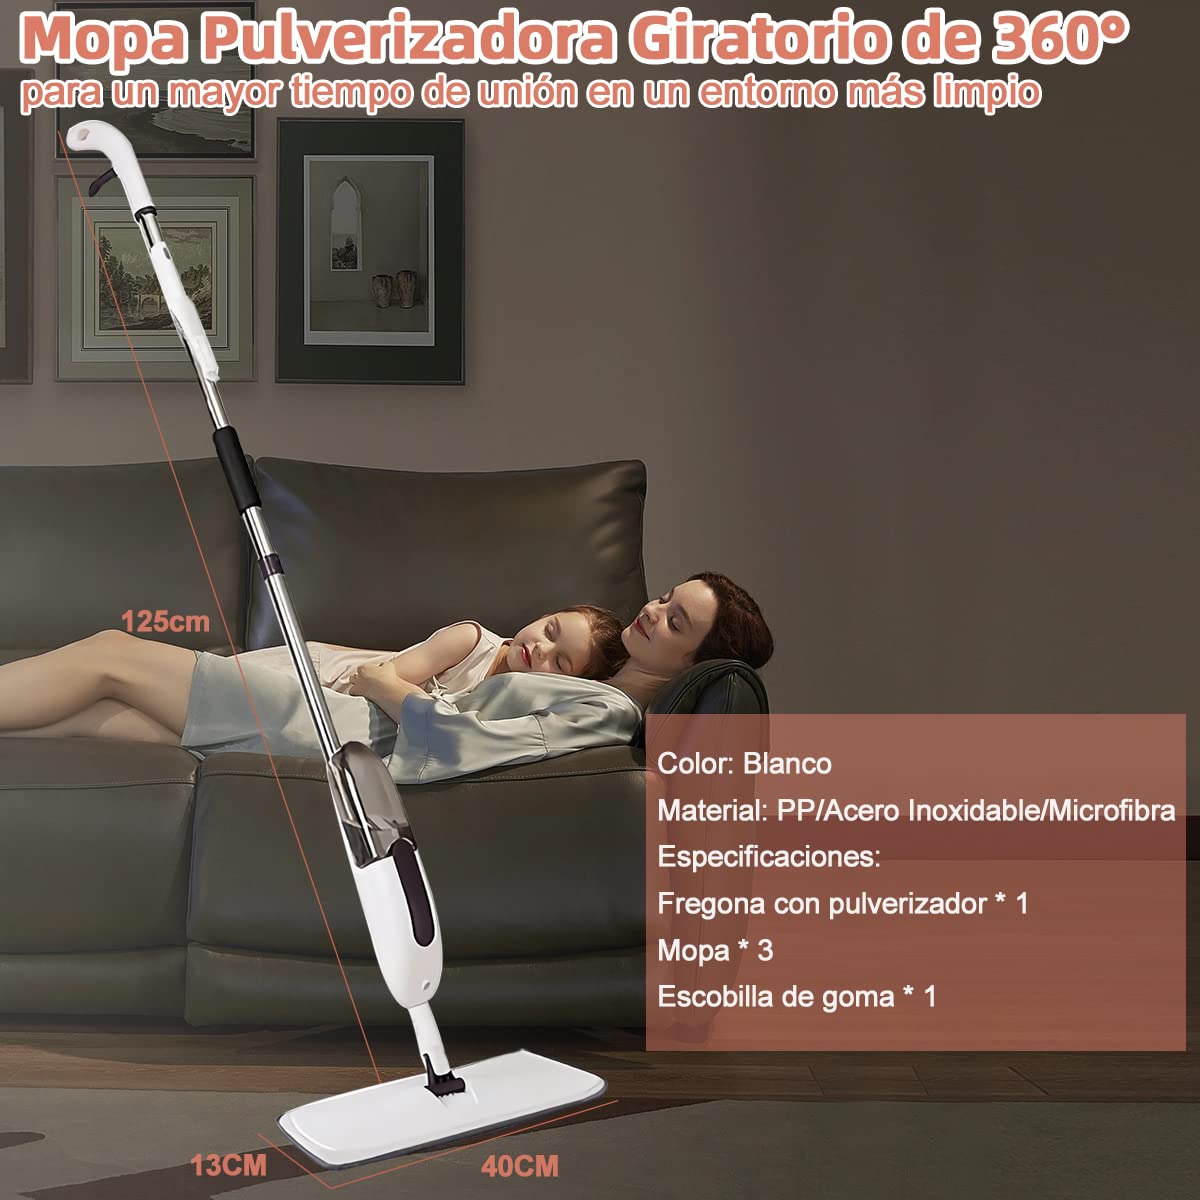 Mopa Pulverizadora Giratorio de 360°
para un mayor tiempo de unión en un entorno más limpio
125cm
Color: Blanco
Material: PP/Acero Inoxidable/Microfibra
Especificaciones:
Fregona con pulverizador * 1
Mopa * 3
Escobilla de goma * 1
13CM
40CM